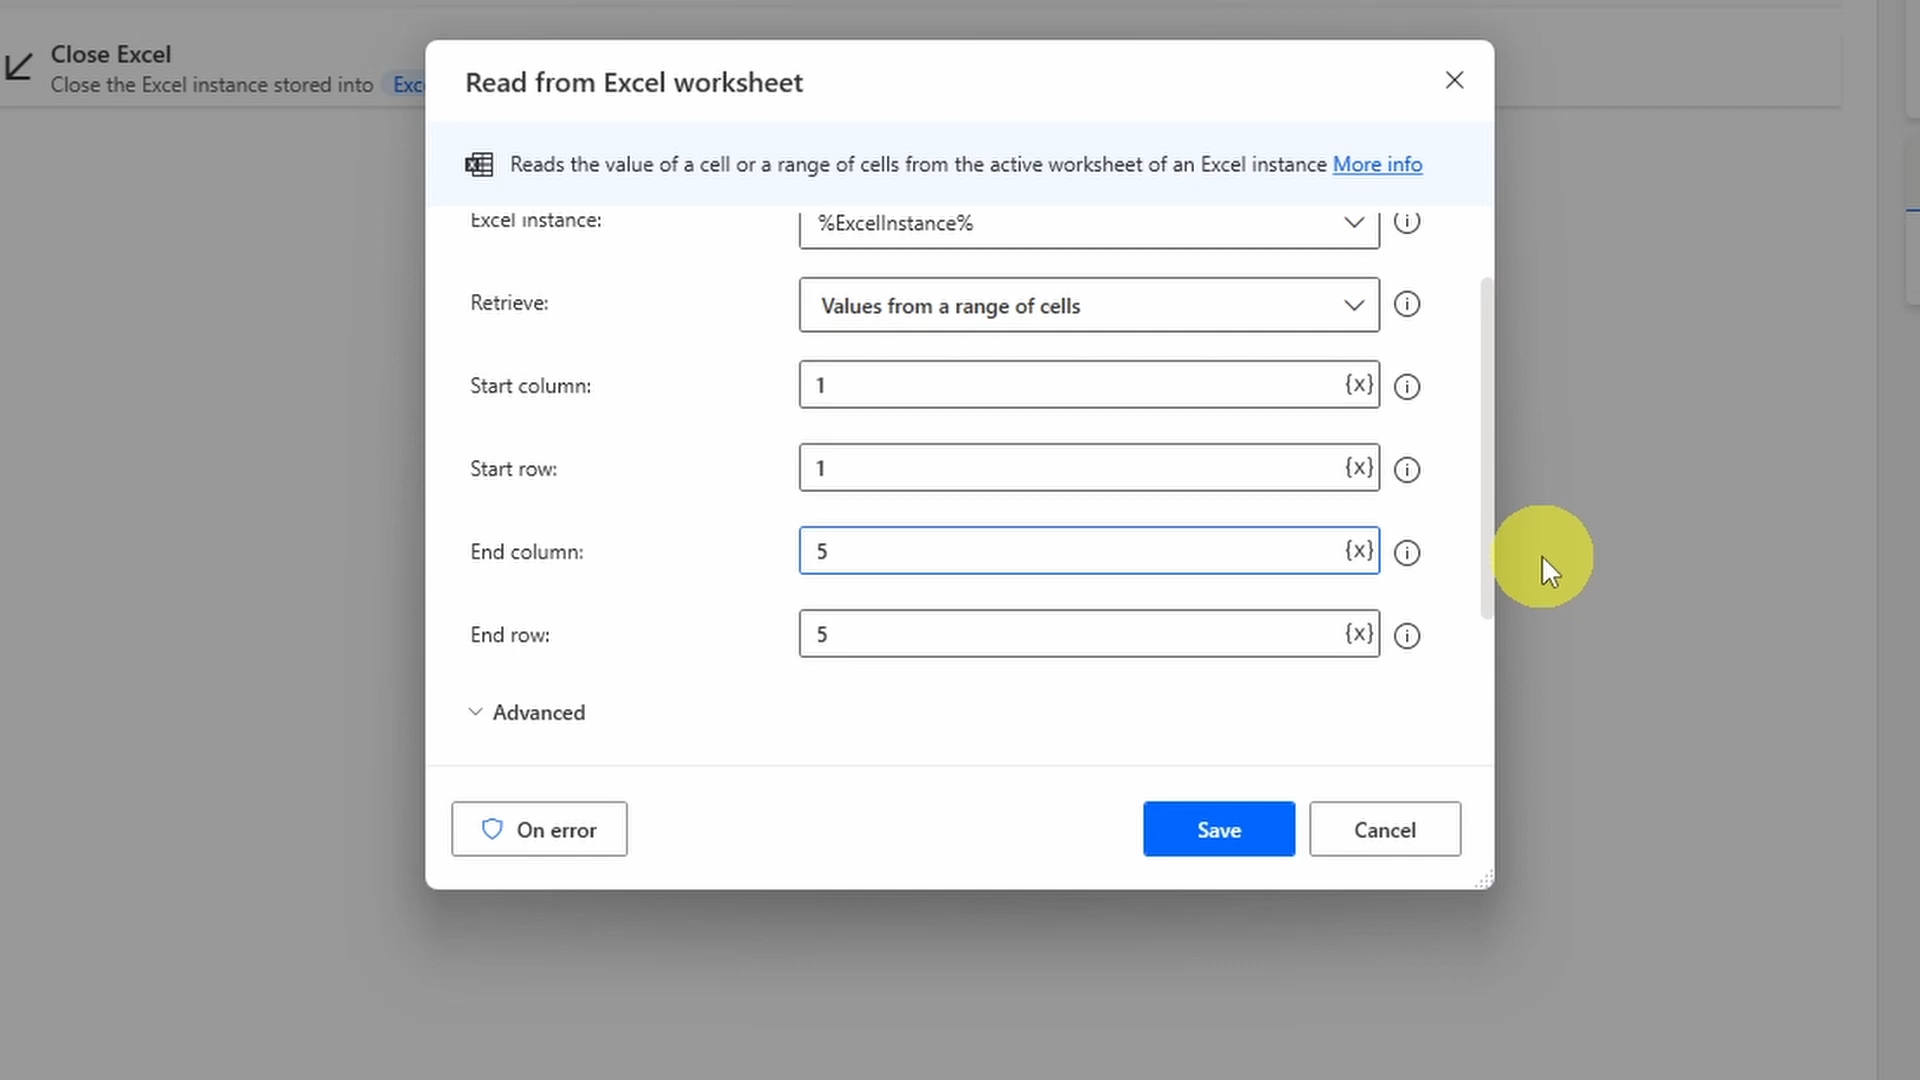 Close Excel
Close the Excel instance stored into
Read from Excel worksheet
Reads the value of a cell or a range of cells from the active worksheet of an Excel instance More info
Excel instance: %ExcelInstance%
Retrieve: Values from a range of cells
Start column: 1 {x}
Start row: 1 {x}
End column: 5 {x}
End row: 5 {x}
Advanced
On error Save Cancel